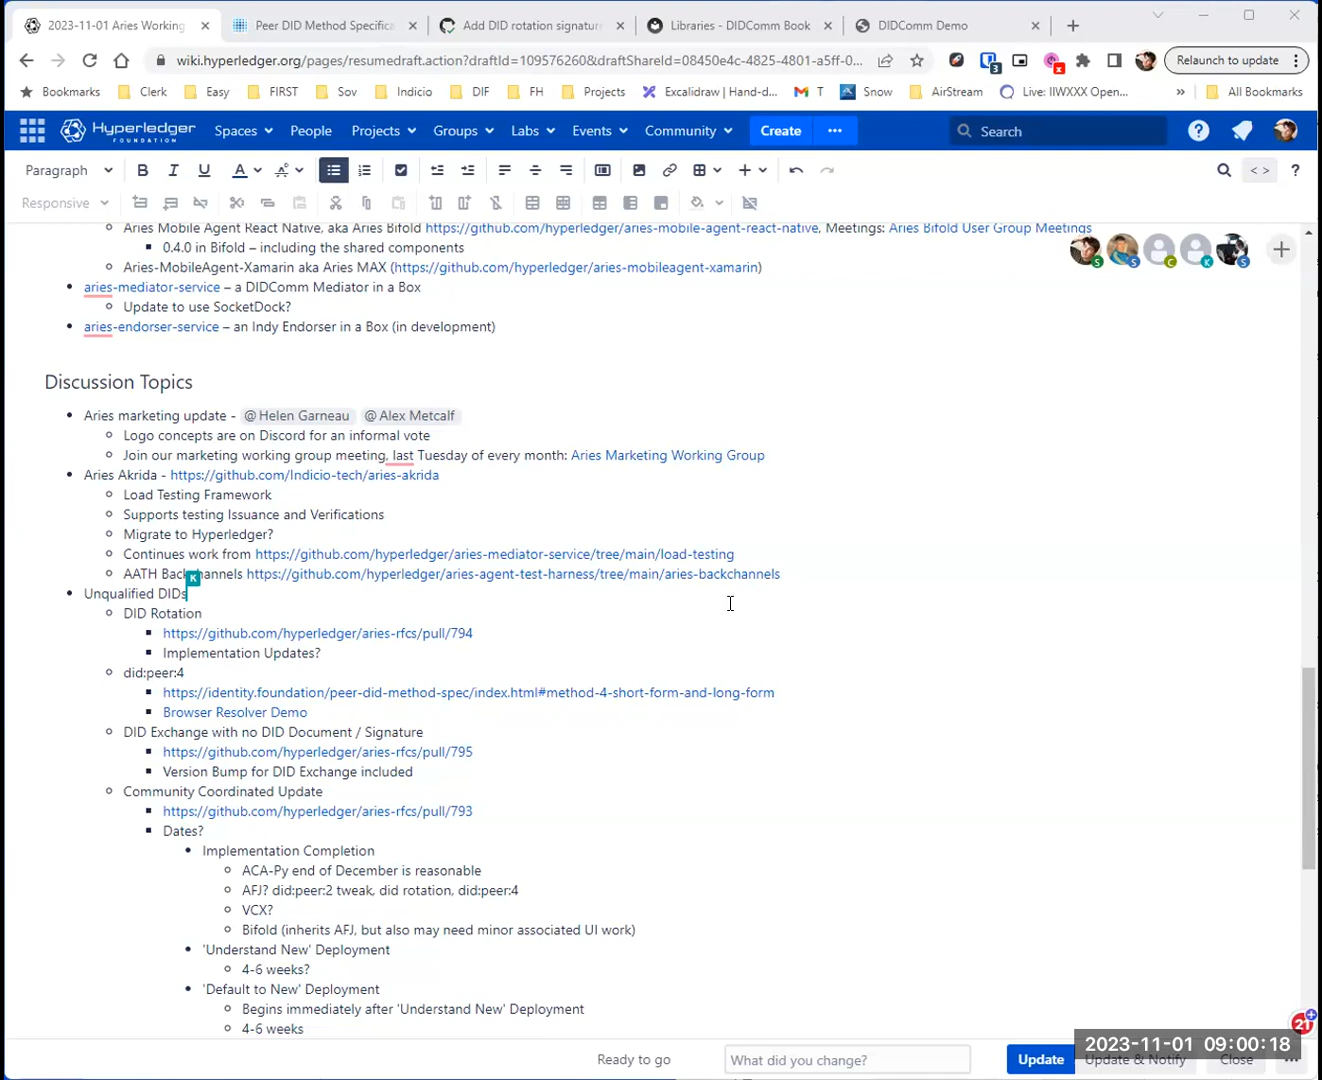 2023-11-01 Aries Working
Peer DID Method Specifica
Add DID rotation signature
Libraries - DIDComm Book
DIDComm Demo
wiki.hyperledger.org/pages/resumedraft.action?draftId=109576260&draftShareId=08450e4c-4825-4801-a5ff-0...
3
Relaunch to update
Bookmarks
Clerk
Easy
FIRST
Sov
Indicio
DIF
FH
Projects
Excalidraw | Hand-d...
T
Snow
AirStream
Live: IIWXXX Open...
»
All Bookmarks
HYPERLEDGER
FOUNDATION
Spaces
People
Projects
Groups
Labs
Events
Community
Create
Search
Paragraph
B
I
U
A
Responsive
Aries Mobile Agent React Native, aka Aries Bifold https://github.com/hyperledger/aries-mobile-agent-react-native, Meetings: Aries Bifold User Group Meetings
0.4.0 in Bifold – including the shared components
Aries-MobileAgent-Xamarin aka Aries MAX (https://github.com/hyperledger/aries-mobileagent-xamarin)
S
S
C
K
S
aries-mediator-service – a DIDComm Mediator in a Box
Update to use SocketDock?
aries-endorser-service – an Indy Endorser in a Box (in development)
Discussion Topics
Aries marketing update - @Helen Garneau @Alex Metcalf
Logo concepts are on Discord for an informal vote
Join our marketing working group meeting, last Tuesday of every month: Aries Marketing Working Group
Aries Akrida - https://github.com/Indicio-tech/aries-akrida
Load Testing Framework
Supports testing Issuance and Verifications
Migrate to Hyperledger?
Continues work from https://github.com/hyperledger/aries-mediator-service/tree/main/load-testing
AATH Backchannels https://github.com/hyperledger/aries-agent-test-harness/tree/main/aries-backchannels
K
Unqualified DIDs
DID Rotation
https://github.com/hyperledger/aries-rfcs/pull/794
Implementation Updates?
did:peer:4
https://identity.foundation/peer-did-method-spec/index.html#method-4-short-form-and-long-form
Browser Resolver Demo
DID Exchange with no DID Document / Signature
https://github.com/hyperledger/aries-rfcs/pull/795
Version Bump for DID Exchange included
Community Coordinated Update
https://github.com/hyperledger/aries-rfcs/pull/793
Dates?
Implementation Completion
ACA-Py end of December is reasonable
AFJ? did:peer:2 tweak, did rotation, did:peer:4
VCX?
Bifold (inherits AFJ, but also may need minor associated UI work)
'Understand New' Deployment
4-6 weeks?
'Default to New' Deployment
Begins immediately after 'Understand New' Deployment
4-6 weeks
21
Ready to go
What did you change?
Update
Update & Notify
Close
2023-11-01 09:00:18